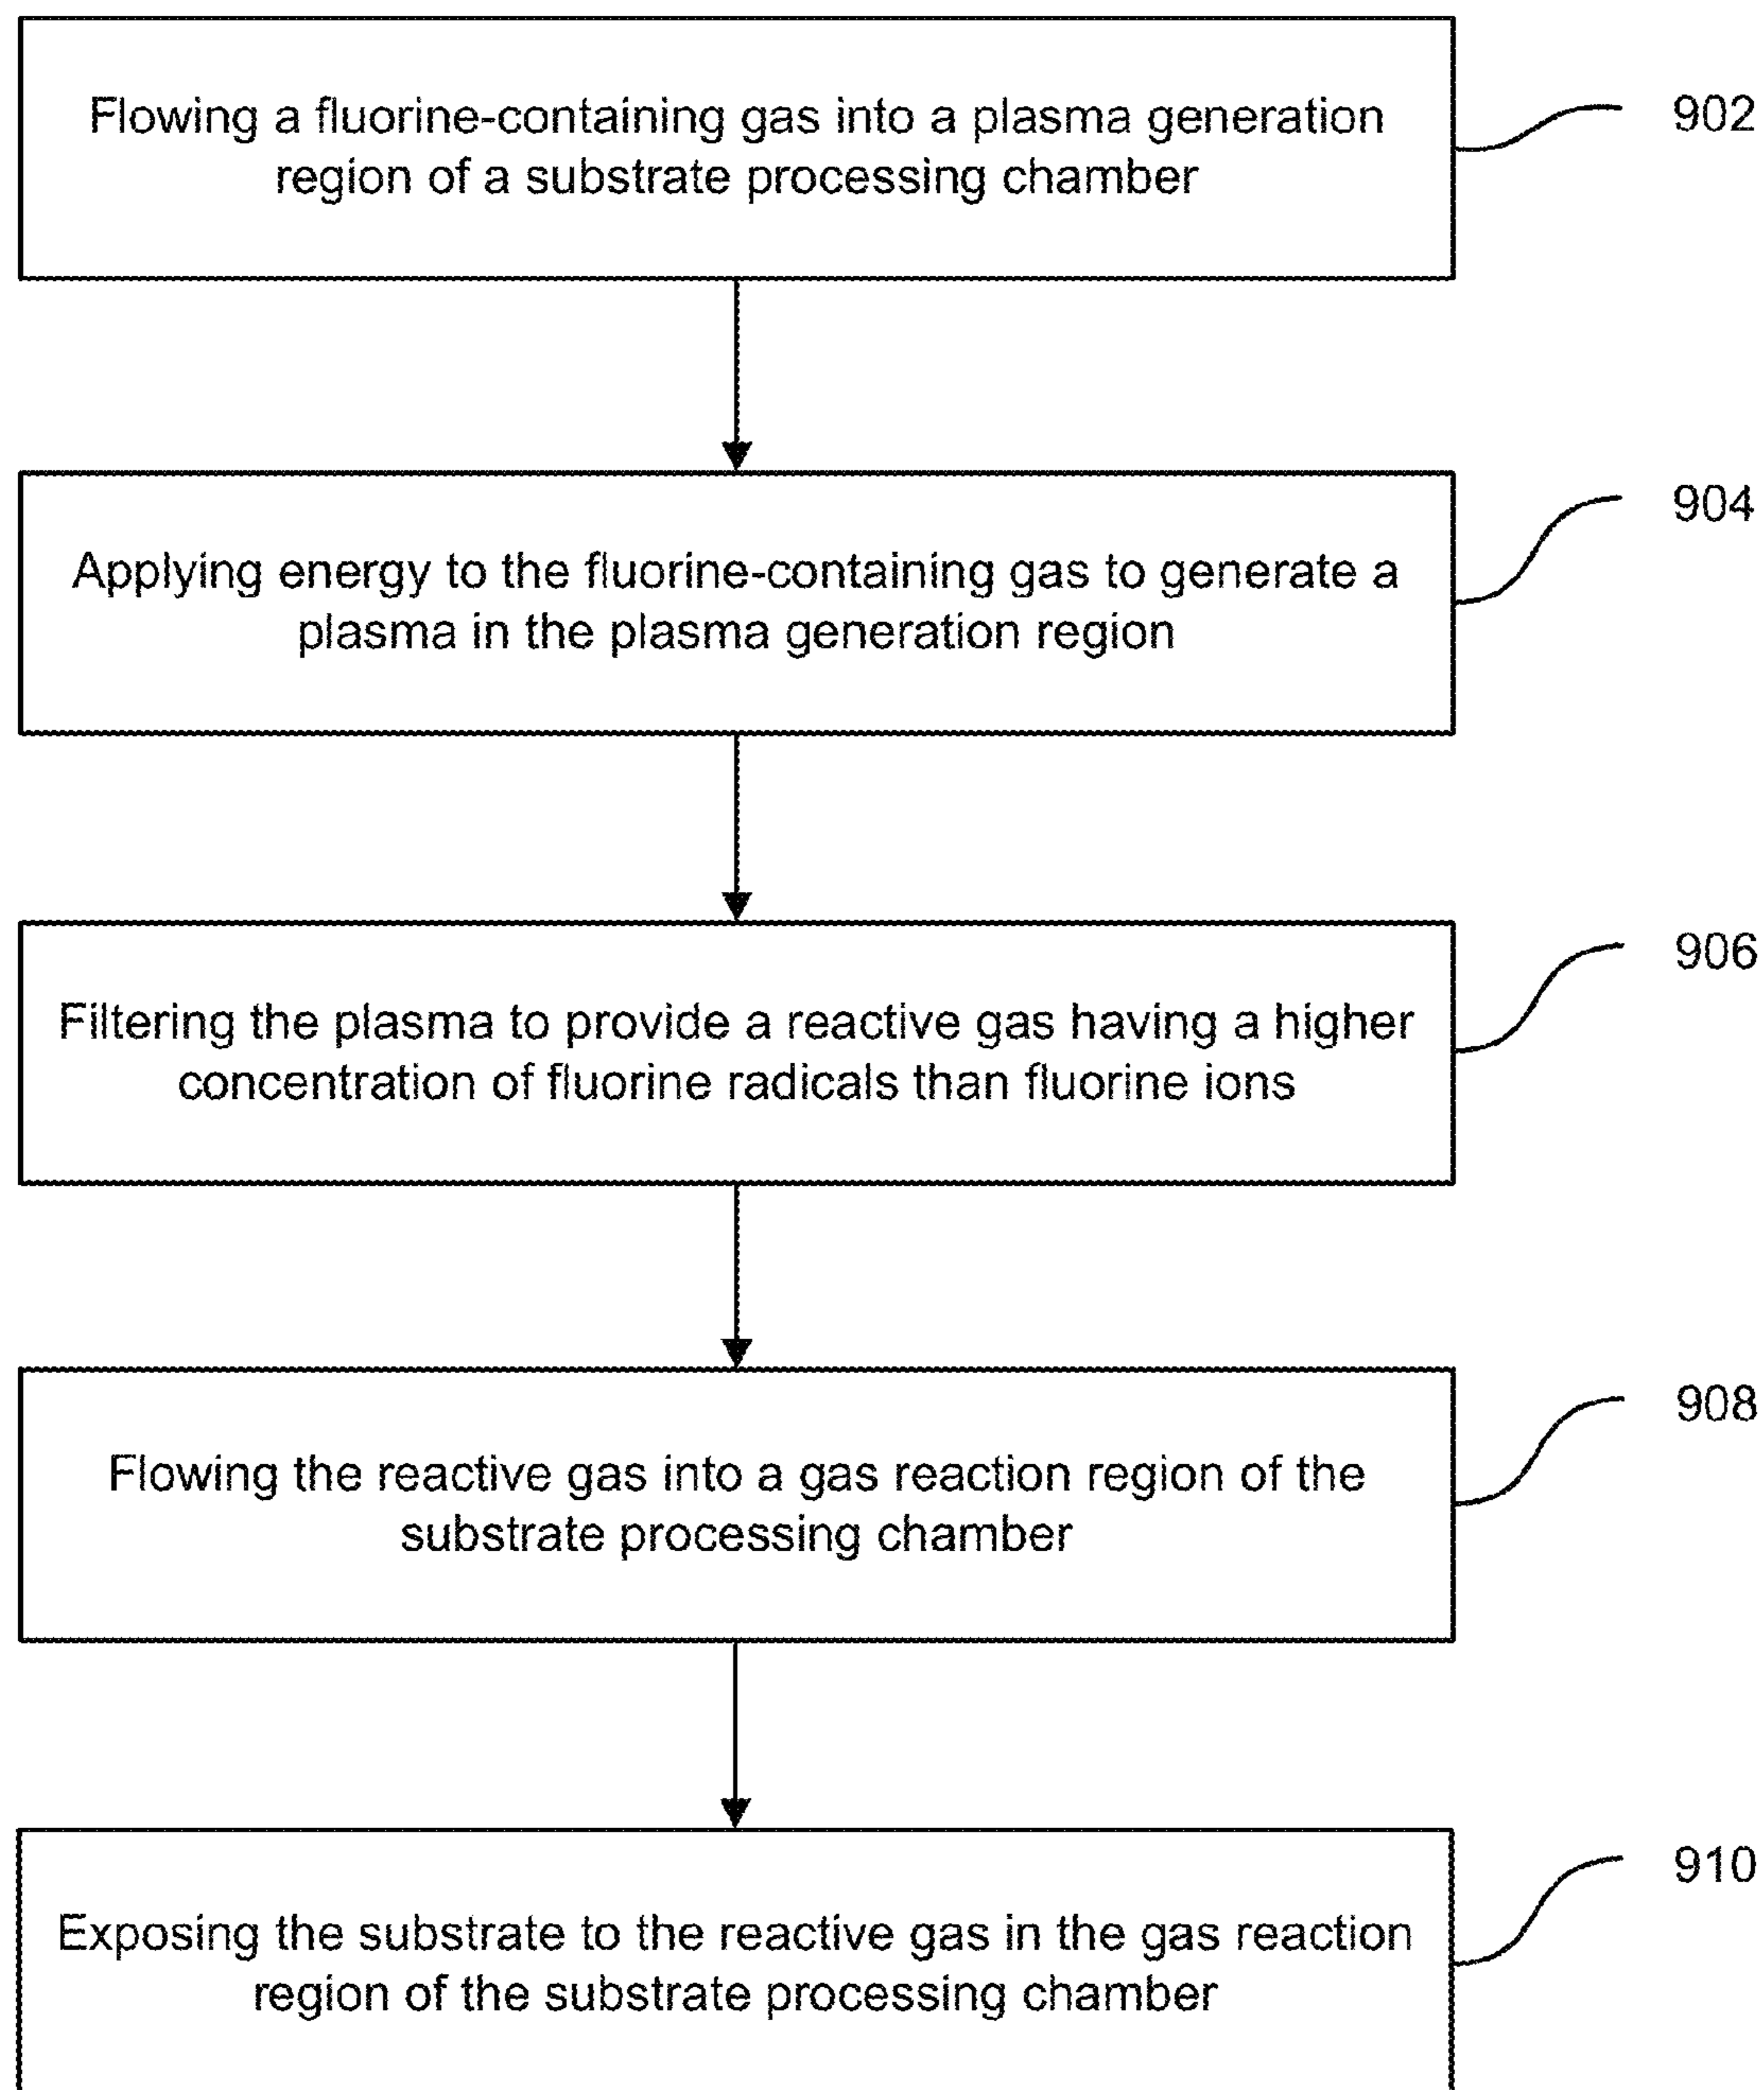 Flowing a fluorine-containing gas into a plasma generation
region of a substrate processing chamber
902
Applying energy to the fluorine-containing gas to generate a
plasma in the plasma generation region
904
Filtering the plasma to provide a reactive gas having a higher
concentration of fluorine radicals than fluorine ions
906
Flowing the reactive gas into a gas reaction region of the
substrate processing chamber
908
Exposing the substrate to the reactive gas in the gas reaction
region of the substrate processing chamber
910